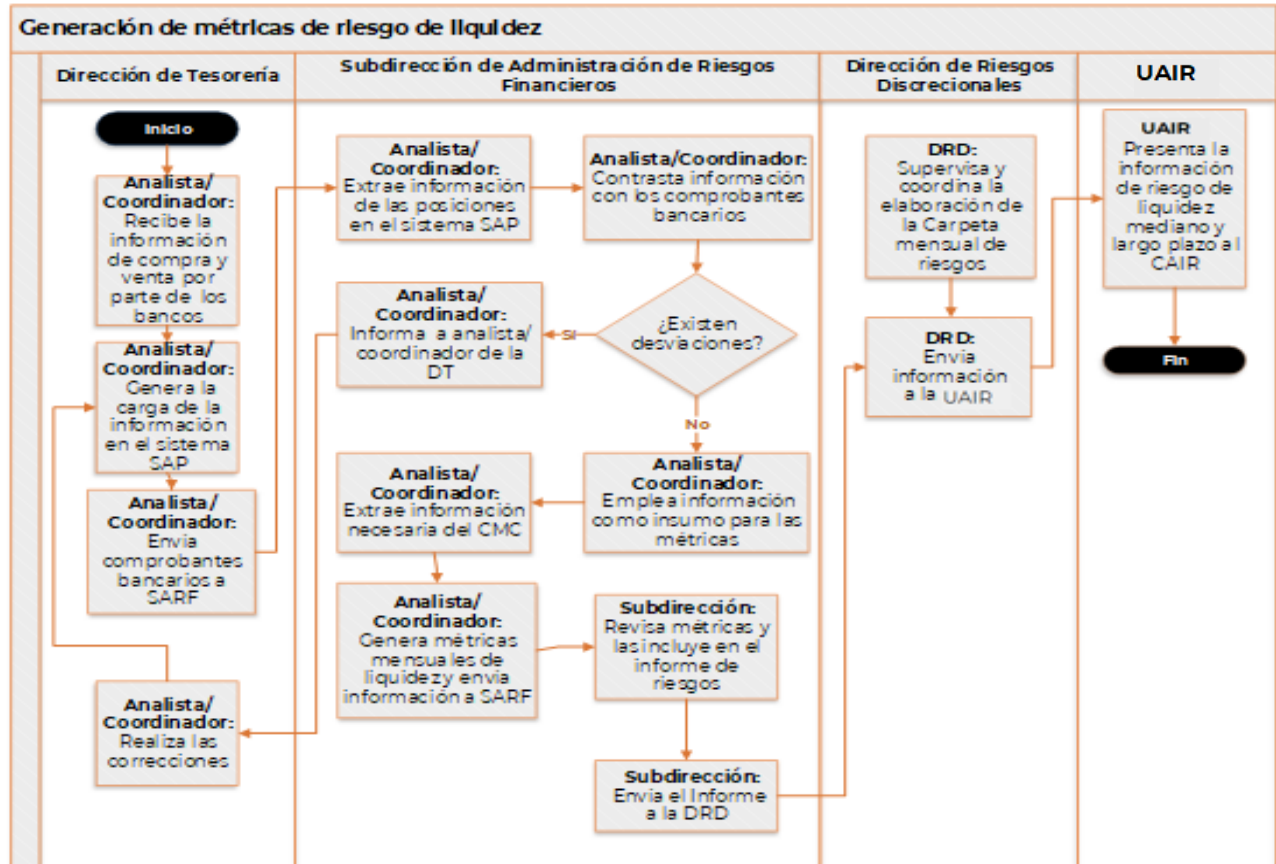 Generación de métricas de riesgo de liquidez
Dirección de Tesorería
Subdirección de Administración de Riesgos
Financieros
Dirección de Riesgos
Discrecionales
UAIR
Inicio
Analista/
Coordinador:
Recibe la
información
de compra y
venta por
parte de los
bancos
Analista/
Coordinador:
Genera la
carga de la
información
en el sistema
SAP
Analista/
Coordinador:
Envia
comprobantes
bancarios a
SARF
Analista/
Coordinador:
Realiza las
correcciones
Analista/
Coordinador:
Extrae información
de las posiciones
en el sistema SAP
Analista/Coordinador:
Contrasta información
con los comprobantes
bancarios
¿Existen
desviaciones?
SI
Analista/
Coordinador:
Informa a analista/
coordinador de la
DT
No
Analista/
Coordinador:
Emplea información
como insumo para las
métricas
Analista/
Coordinador:
Extrae información
necesaria del CMC
Analista/
Coordinador:
Genera métricas
mensuales de
liquidez y envia
información a SARF
Subdirección:
Revisa métricas y
las incluye en el
informe de
riesgos
Subdirección:
Envia el Informe
a la DRD
DRD:
Supervisa y
coordina la
elaboración de
la Carpeta
mensual de
riesgos
DRD:
Envia
información
a la UAIR
UAIR
Presenta la
información
de riesgo de
liquidez
mediano y
largo plazo al
CAIR
Fin